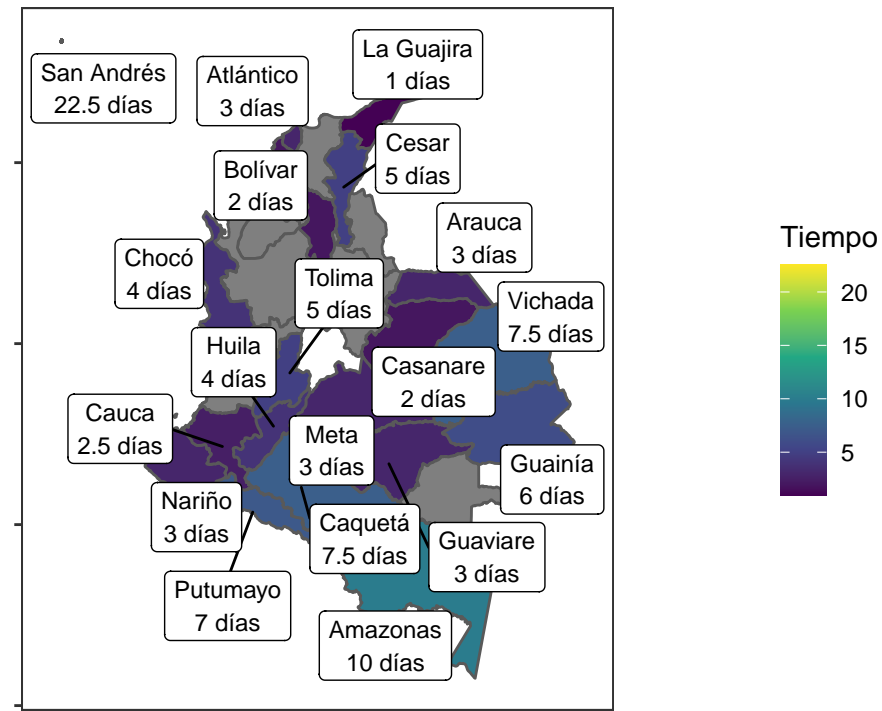 La Guajira
1 días
San Andrés
22.5 días
Atlántico
3 días
Cesar
5 días
Bolívar
2 días
Arauca
3 días
Chocó
4 días
Tolima
5 días
Vichada
7.5 días
Huila
4 días
Casanare
2 días
Cauca
2.5 días
Meta
3 días
Guainía
6 días
Nariño
3 días
Caquetá
7.5 días
Guaviare
3 días
Putumayo
7 días
Amazonas
10 días
Tiempo
20
15
10
5